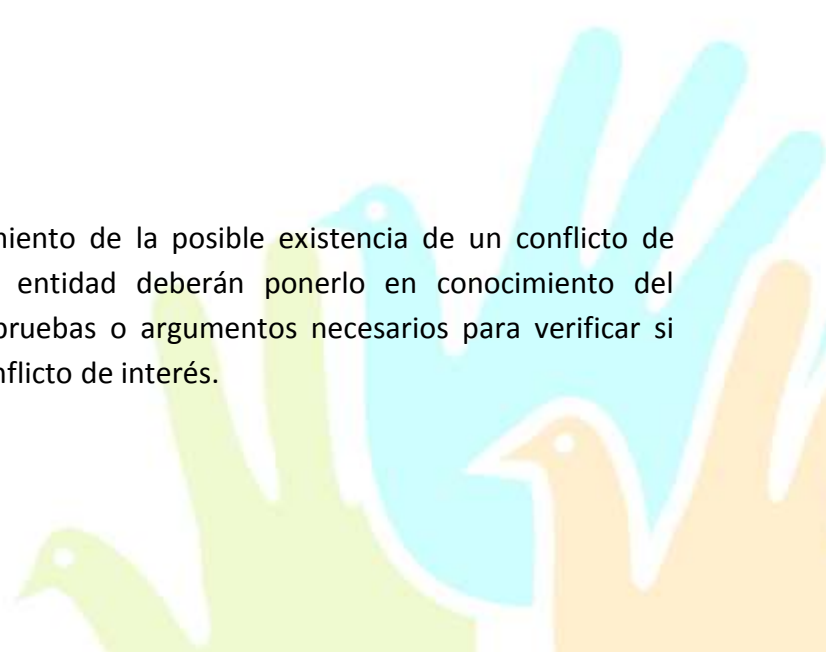 miento de la posible existencia de un conflicto de
entidad deberán ponerlo en conocimiento del
pruebas o argumentos necesarios para verificar si
nflicto de interés.